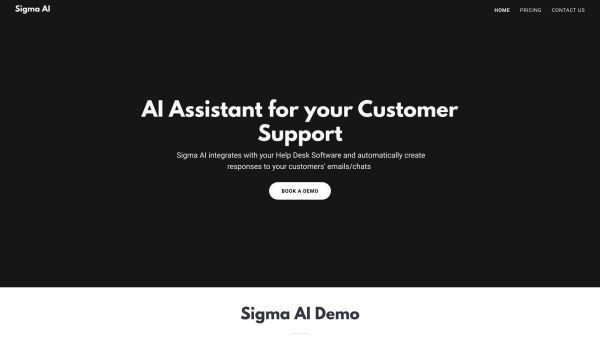 Sigma AI
HOME PRICING CONTACT US
AI Assistant for your Customer
Support
Sigma AI integrates with your Help Desk Software and automatically create
responses to your customers' emails/chats
BOOK A DEMO
Sigma AI Demo